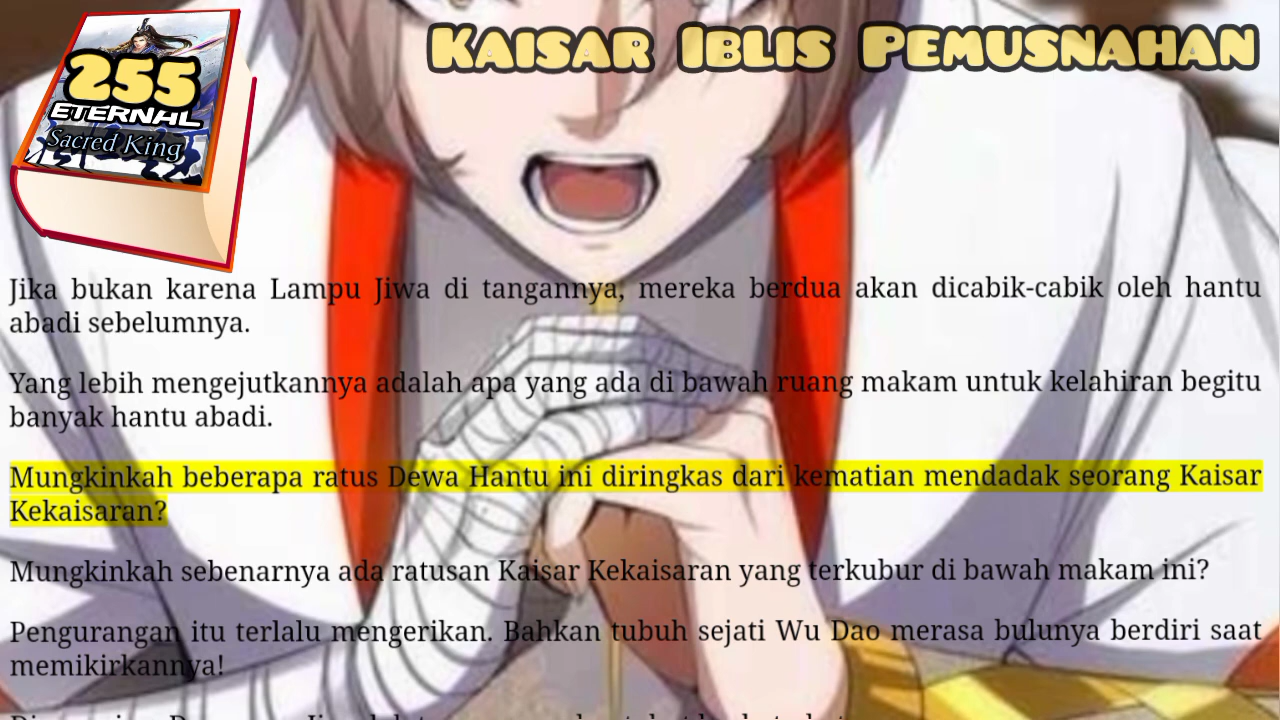 Kaisar Iblis Pemusnahan
255
ETERNAL
Sacred King
Jika bukan karena Lampu Jiwa di tangannya, mereka berdua akan dicabik-cabik oleh hantu
abadi sebelumnya.
Yang lebih mengejutkannya adalah apa yang ada di bawah ruang makam untuk kelahiran begitu
banyak hantu abadi.
Mungkinkah beberapa ratus Dewa Hantu ini diringkas dari kematian mendadak seorang Kaisar
Kekaisaran?
Mungkinkah sebenarnya ada ratusan Kaisar Kekaisaran yang terkubur di bawah makam ini?
Pengurangan itu terlalu mengerikan. Bahkan tubuh sejati Wu Dao merasa bulunya berdiri saat
memikirkannya!